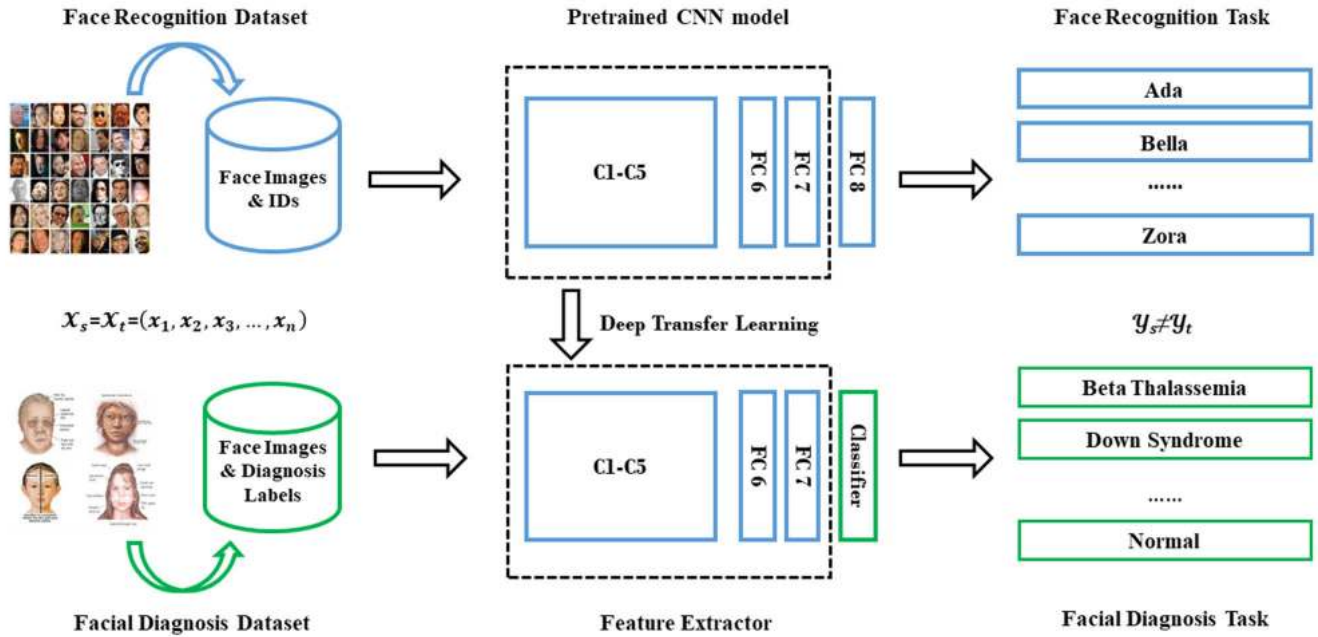 Face Recognition Dataset
Pretrained CNN model
Face Recognition Task
Face Images
& IDs
C1-C5
FC 6
FC 7
FC 8
Ada
Bella
......
Zora
𝒳ₛ=𝒳ₜ=(𝒙₁, 𝒙₂, 𝒙₃, ..., 𝒙ₙ)
Deep Transfer Learning
𝒴ₛ≠𝒴ₜ
Face Images
& Diagnosis
Labels
C1-C5
FC 6
FC 7
Classifier
Beta Thalassemia
Down Syndrome
......
Normal
Facial Diagnosis Dataset
Feature Extractor
Facial Diagnosis Task